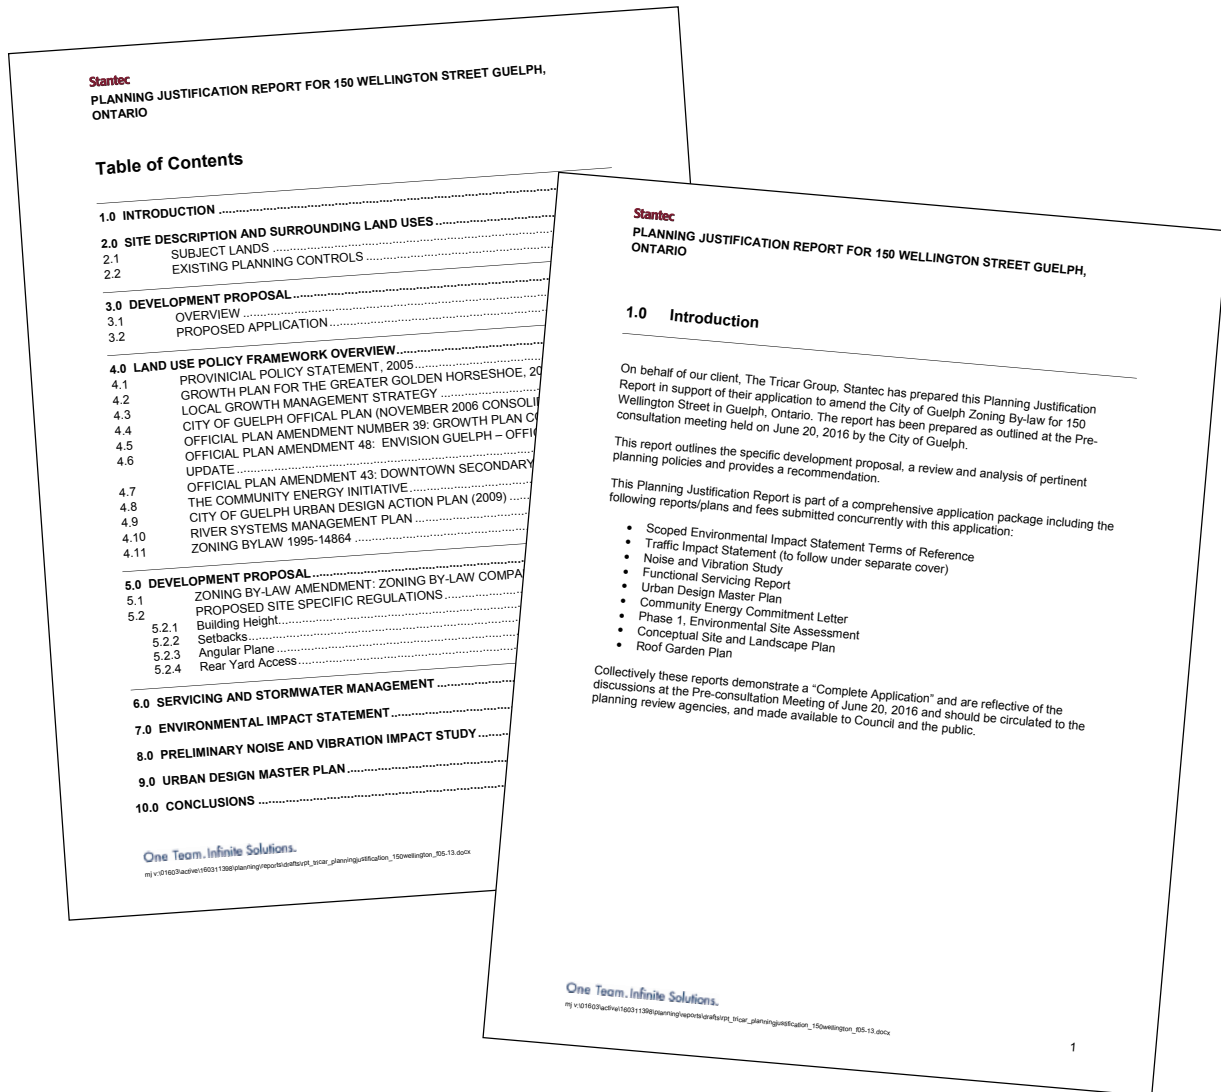 Stantec
PLANNING JUSTIFICATION REPORT FOR 150 WELLINGTON STREET GUELPH,
ONTARIO
Table of Contents
1.0 INTRODUCTION
2.0 SITE DESCRIPTION AND SURROUNDING LAND USES
2.1 SUBJECT LANDS
2.2 EXISTING PLANNING CONTROLS
3.0 DEVELOPMENT PROPOSAL
3.1 OVERVIEW
3.2 PROPOSED APPLICATION
4.0 LAND USE POLICY FRAMEWORK OVERVIEW
4.1 PROVINICIAL POLICY STATEMENT, 2005
4.2 GROWTH PLAN FOR THE GREATER GOLDEN HORSESHOE, 20
4.3 LOCAL GROWTH MANAGEMENT STRATEGY
4.4 CITY OF GUELPH OFFICAL PLAN (NOVEMBER 2006
4.5 OFFICIAL PLAN AMENDMENT NUMBER 39: GROWTH PLAN
4.6 OFFICIAL PLAN AMENDMENT 48: ENVISION GUELPH –
UPDATE
4.7 OFFICIAL PLAN AMENDMENT 43: DOWNTOWN SECONDARY
4.8 THE COMMUNITY ENERGY INITIATIVE
4.9 CITY OF GUELPH URBAN DESIGN ACTION PLAN (2009)
4.10 RIVER SYSTEMS MANAGEMENT PLAN
4.11 ZONING BYLAW 1995-14864
5.0 DEVELOPMENT PROPOSAL
5.1 ZONING BY-LAW AMENDMENT: ZONING BY-LAW COMPA
5.2 PROPOSED SITE SPECIFIC REGULATIONS
5.2.1 Building Height
5.2.2 Setbacks
5.2.3 Angular Plane
5.2.4 Rear Yard Access
6.0 SERVICING AND STORMWATER MANAGEMENT
7.0 ENVIRONMENTAL IMPACT STATEMENT
8.0 PRELIMINARY NOISE AND VIBRATION IMPACT STUDY
9.0 URBAN DESIGN MASTER PLAN
10.0 CONCLUSIONS
One Team. Infinite Solutions.
mj v:\01603\active\160311398\planning\reports\drafts\rpt_tricar_planningjustification_150wellington_f05-13.docx
Stantec
PLANNING JUSTIFICATION REPORT FOR 150 WELLINGTON STREET GUELPH,
ONTARIO
1.0 Introduction
On behalf of our client, The Tricar Group, Stantec has prepared this Planning Justification
Report in support of their application to amend the City of Guelph Zoning By-law for 150
Wellington Street in Guelph, Ontario. The report has been prepared as outlined at the Pre-
consultation meeting held on June 20, 2016 by the City of Guelph.
This report outlines the specific development proposal, a review and analysis of pertinent
planning policies and provides a recommendation.
This Planning Justification Report is part of a comprehensive application package including the
following reports/plans and fees submitted concurrently with this application:
• Scoped Environmental Impact Statement Terms of Reference
• Traffic Impact Statement (to follow under separate cover)
• Noise and Vibration Study
• Functional Servicing Report
• Urban Design Master Plan
• Community Energy Commitment Letter
• Phase 1, Environmental Site Assessment
• Conceptual Site and Landscape Plan
• Roof Garden Plan
Collectively these reports demonstrate a “Complete Application” and are reflective of the
discussions at the Pre-consultation Meeting of June 20, 2016 and should be circulated to the
planning review agencies, and made available to Council and the public.
One Team. Infinite Solutions.
mj v:\01603\active\160311398\planning\reports\drafts\rpt_tricar_planningjustification_150wellington_f05-13.docx
1